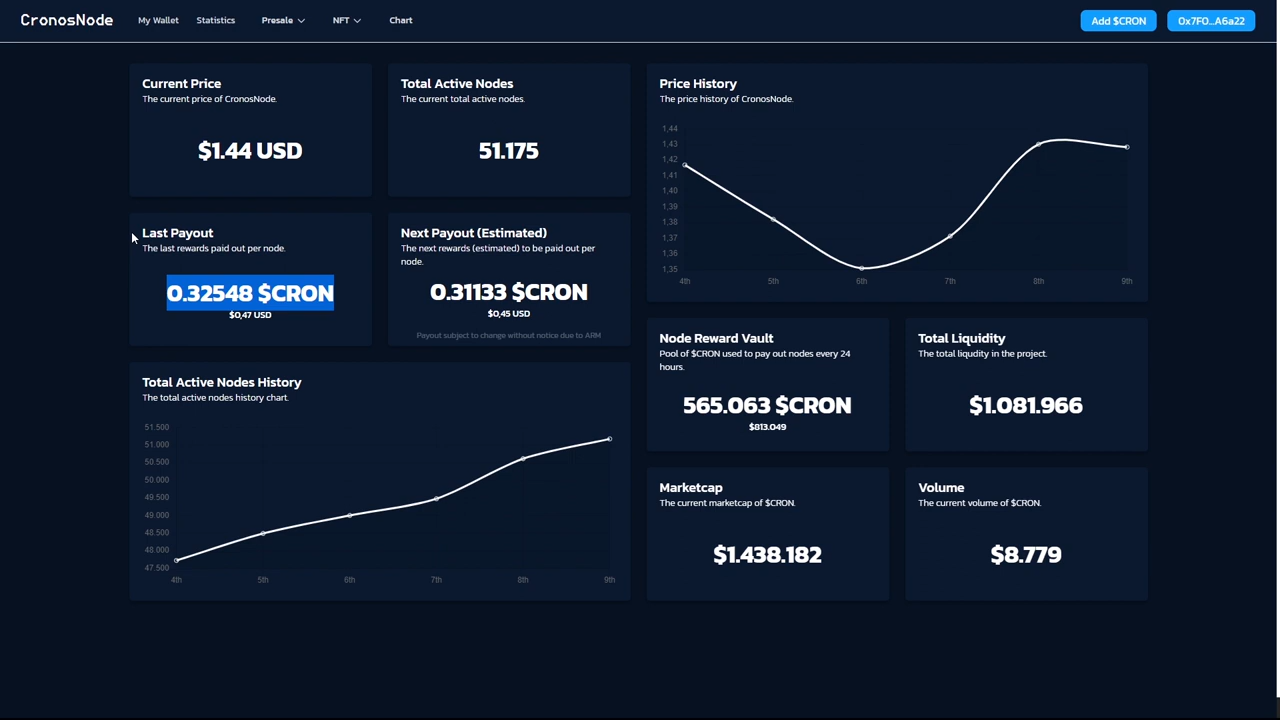 CronosNode
My Wallet
Statistics
Presale
NFT
Chart
Add $CRON
0x7F0...A6a22
Current Price
The current price of CronosNode.
$1.44 USD
Total Active Nodes
The current total active nodes.
51.175
Last Payout
The last rewards paid out per node.
0.32548 $CRON
$0,47 USD
Next Payout (Estimated)
The next rewards (estimated) to be paid out per
node.
0.31133 $CRON
$0,45 USD
Payout subject to change without notice due to ARM
Total Active Nodes History
The total active nodes history chart.
51.500
51.000
50.500
50.000
49.500
49.000
48.500
48.000
47.500
4th
5th
6th
7th
8th
9th
Price History
The price history of CronosNode.
1,44
1,43
1,42
1,41
1,40
1,39
1,38
1,37
1,36
1,35
4th
5th
6th
7th
8th
9th
Node Reward Vault
Pool of $CRON used to pay out nodes every 24
hours.
565.063 $CRON
$813.049
Total Liquidity
The total liqudity in the project.
$1.081.966
Marketcap
The current marketcap of $CRON.
$1.438.182
Volume
The current volume of $CRON.
$8.779